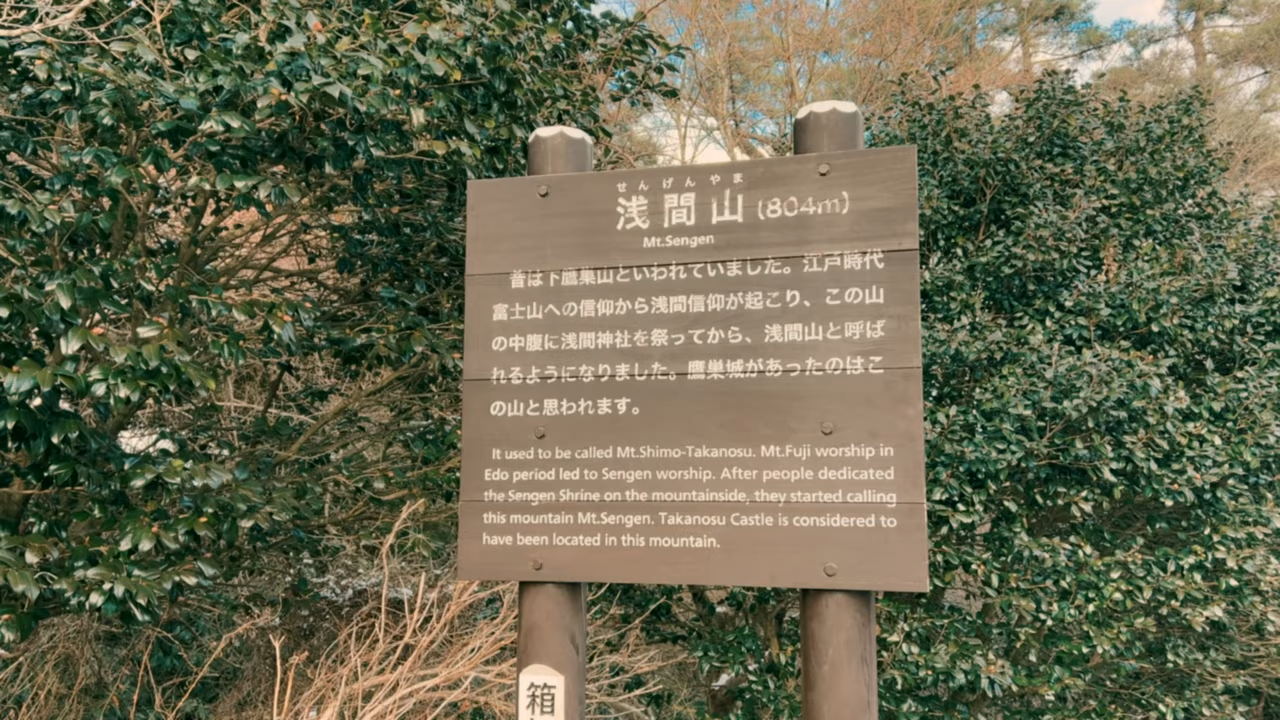 せんげんやま
浅間山 (804m)
Mt.Sengen
昔は下鷹巣山といわれていました。江戸時代
富士山への信仰から浅間信仰が起こり、この山
の中腹に浅間神社を祭ってから、浅間山と呼ば
れるようになりました。鷹巣城があったのはこ
の山と思われます。
It used to be called Mt.Shimo-Takanosu. Mt.Fuji worship in
Edo period led to Sengen worship. After people dedicated
the Sengen Shrine on the mountainside, they started calling
this mountain Mt.Sengen. Takanosu Castle is considered to
have been located in this mountain.
箱